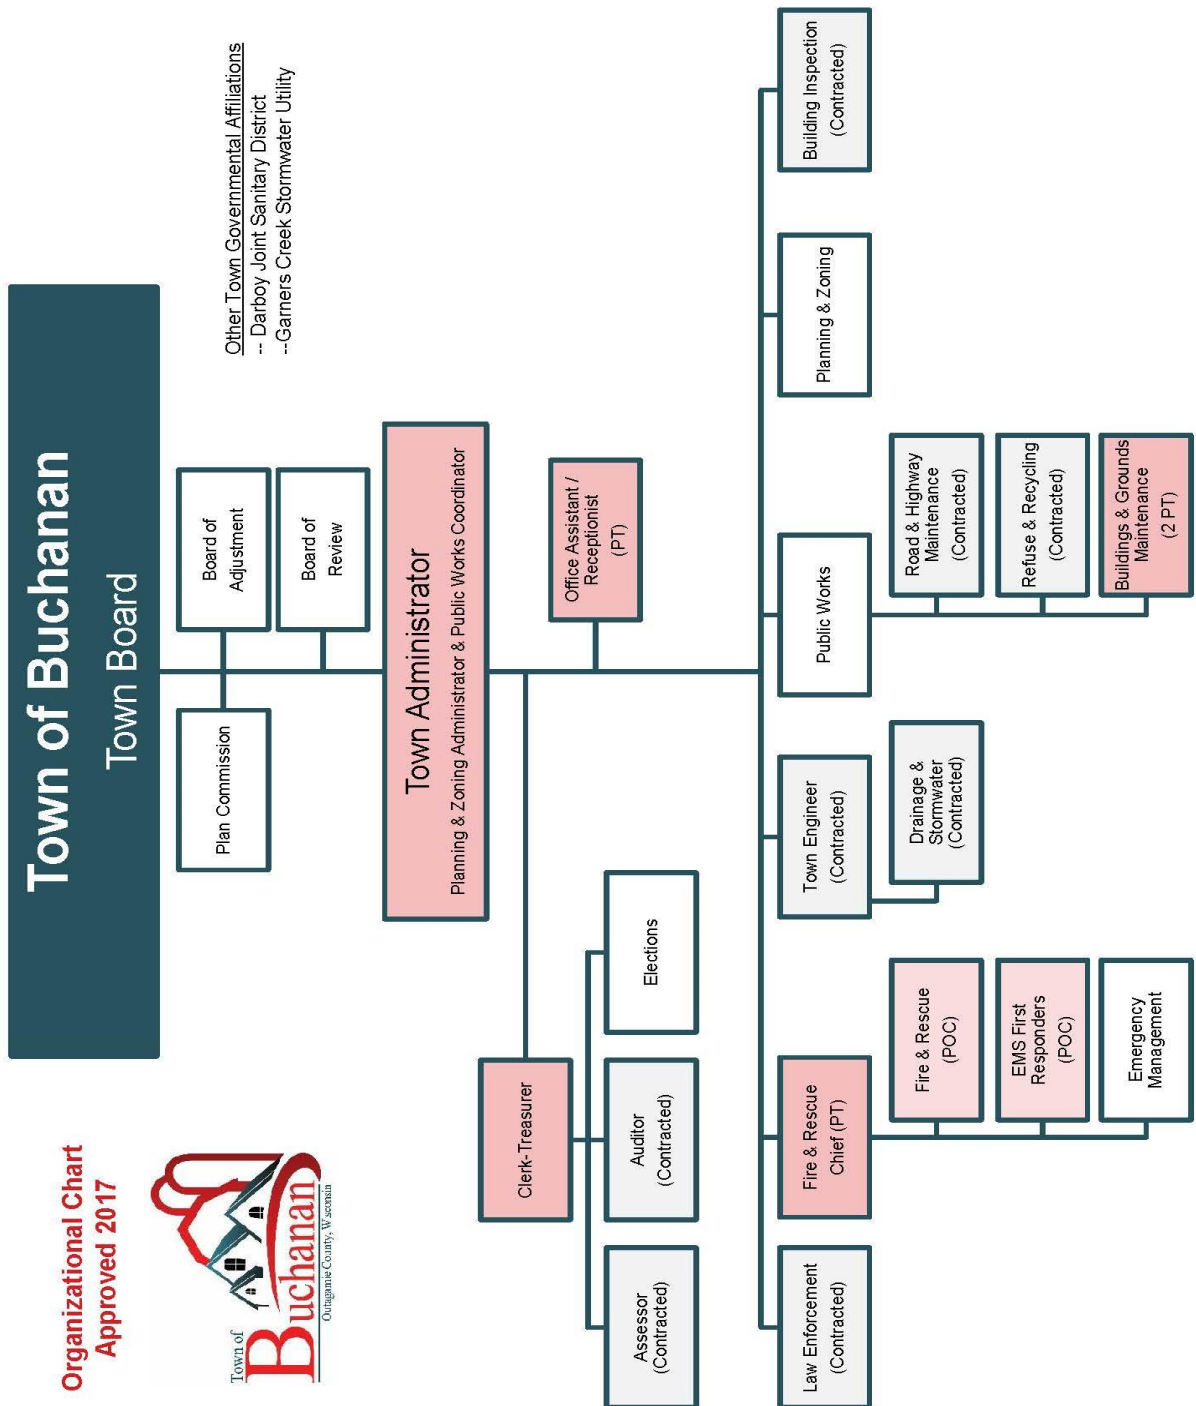 Organizational Chart
Approved 2017
Town of
Buchanan
Outagamie County, Wisconsin
Town of Buchanan
Town Board
Other Town Governmental Affiliations
-- Darboy Joint Sanitary District
--Garners Creek Stormwater Utility
Plan Commission
Board of
Adjustment
Board of
Review
Town Administrator
Planning & Zoning Administrator & Public Works Coordinator
Clerk-Treasurer
Office Assistant /
Receptionist
(PT)
Assessor
(Contracted)
Auditor
(Contracted)
Elections
Law Enforcement
(Contracted)
Fire & Rescue
Chief (PT)
Town Engineer
(Contracted)
Public Works
Planning & Zoning
Building Inspection
(Contracted)
Fire & Rescue
(POC)
EMS First
Responders
(POC)
Emergency
Management
Drainage &
Stormwater
(Contracted)
Road & Highway
Maintenance
(Contracted)
Refuse & Recycling
(Contracted)
Buildings & Grounds
Maintenance
(2 PT)